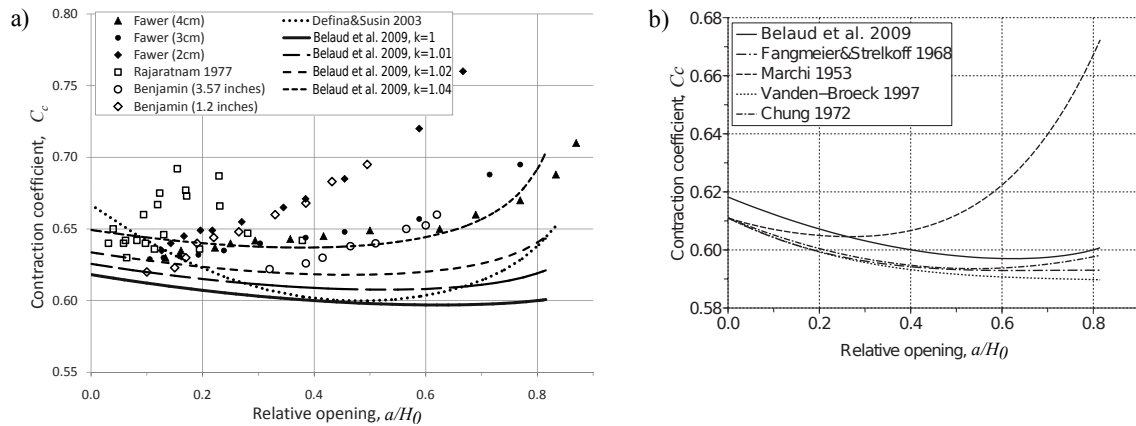 a)
Contraction coefficient, C_c
0.80
0.75
0.70
0.65
0.60
0.55
Fawer (4cm)
Fawer (3cm)
Fawer (2cm)
Rajaratnam 1977
Benjamin (3.57 inches)
Benjamin (1.2 inches)
Defina&Susin 2003
Belaud et al. 2009, k=1
Belaud et al. 2009, k=1.01
Belaud et al. 2009, k=1.02
Belaud et al. 2009, k=1.04
0.0 0.2 0.4 0.6 0.8
Relative opening, a/H0
b)
Contraction coefficient, Cc
0.68
0.66
0.64
0.62
0.60
0.58
Belaud et al. 2009
Fangmeier&Strelkoff 1968
Marchi 1953
Vanden-Broeck 1997
Chung 1972
0.0 0.2 0.4 0.6 0.8
Relative opening, a/H0